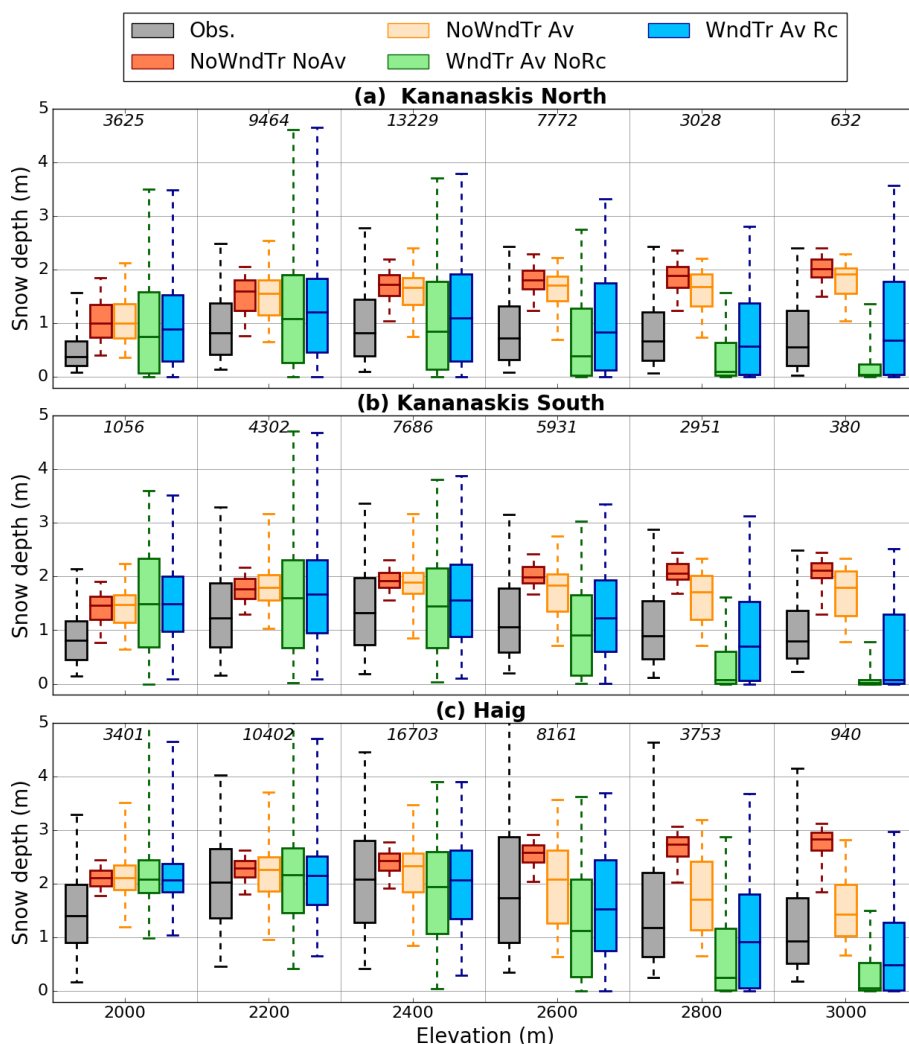 Obs. NoWndTr Av WndTr Av Rc
NoWndTr NoAv WndTr Av NoRc
(a) Kananaskis North
3625 9464 13229 7772 3028 632
5
4
3
2
1
0
Snow depth (m)
(b) Kananaskis South
1056 4302 7686 5931 2951 380
5
4
3
2
1
0
Snow depth (m)
(c) Haig
3401 10402 16703 8161 3753 940
5
4
3
2
1
0
Snow depth (m)
2000 2200 2400 2600 2800 3000
Elevation (m)